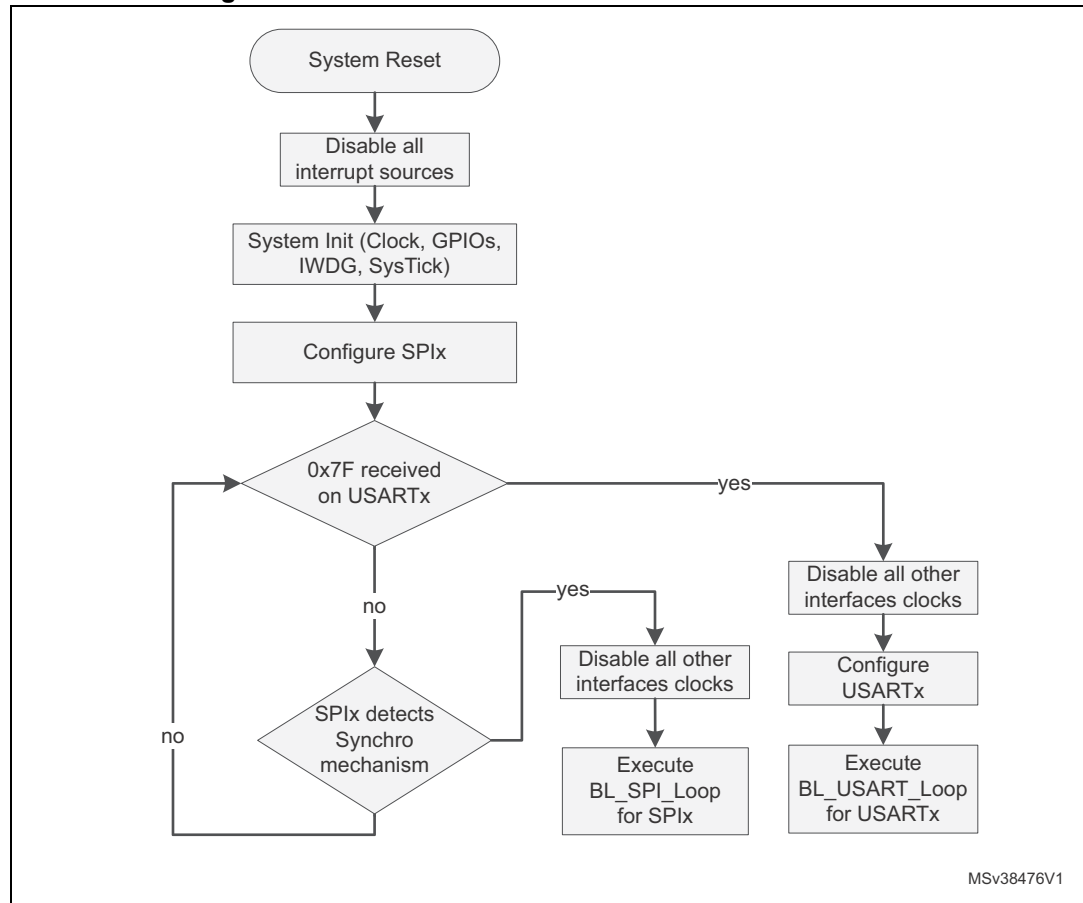 System Reset
Disable all
interrupt sources
System Init (Clock, GPIOs,
IWDG, SysTick)
Configure SPIx
0x7F received
on USARTx
yes
no
yes
Disable all other
interfaces clocks
Configure
USARTx
Execute
BL_USART_Loop
for USARTx
Disable all other
interfaces clocks
SPIx detects
Synchro
mechanism
no
Execute
BL_SPI_Loop
for SPIx
MSv38476V1